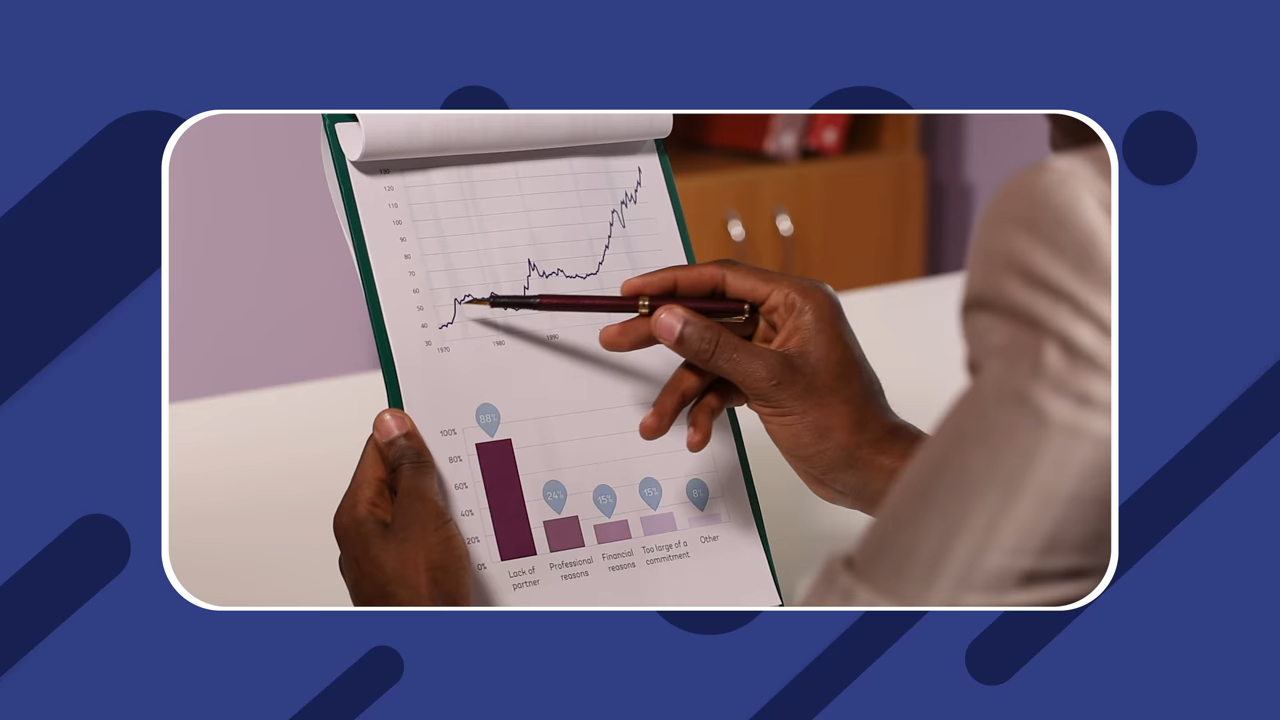 130
120
110
100
90
80
70
60
50
40
30
1970
1980
1990
100%
80%
60%
40%
20%
0%
88%
24%
15%
15%
8%
Lack of
partner
Professional
reasons
Financial
reasons
Too large of a
commitment
Other